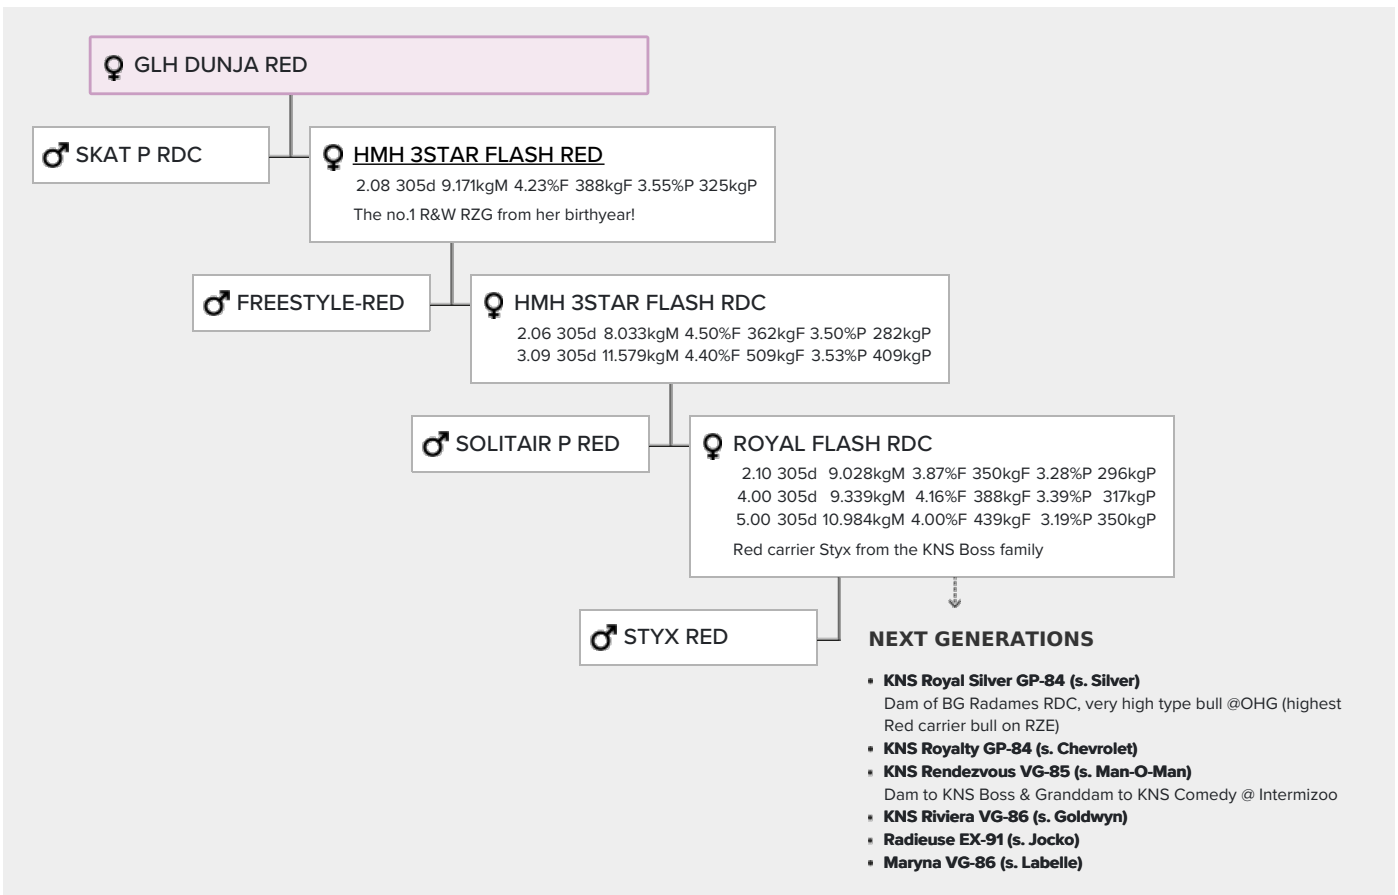 GLH DUNJA RED
SKAT P RDC
HMH 3STAR FLASH RED
2.08 305d 9.171kgM 4.23%F 388kgF 3.55%P 325kgP
The no.1 R&W RZG from her birthyear!
FREESTYLE-RED
HMH 3STAR FLASH RDC
2.06 305d 8.033kgM 4.50%F 362kgF 3.50%P 282kgP
3.09 305d 11.579kgM 4.40%F 509kgF 3.53%P 409kgP
SOLITAIR P RED
ROYAL FLASH RDC
2.10 305d 9.028kgM 3.87%F 350kgF 3.28%P 296kgP
4.00 305d 9.339kgM 4.16%F 388kgF 3.39%P 317kgP
5.00 305d 10.984kgM 4.00%F 439kgF 3.19%P 350kgP
Red carrier Styx from the KNS Boss family
STYX RED
NEXT GENERATIONS
• KNS Royal Silver GP-84 (s. Silver)
Dam of BG Radames RDC, very high type bull @OHG (highest
Red carrier bull on RZE)
• KNS Royalty GP-84 (s. Chevrolet)
• KNS Rendezvous VG-85 (s. Man-O-Man)
Dam to KNS Boss & Granddam to KNS Comedy @ Intermizoo
• KNS Riviera VG-86 (s. Goldwyn)
• Radieuse EX-91 (s. Jocko)
• Maryna VG-86 (s. Labelle)